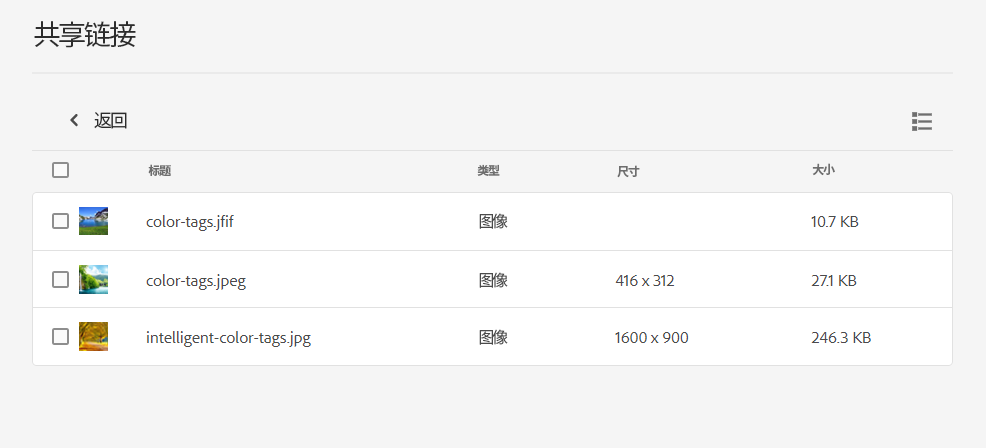 共享链接
返回
标题 类型 尺寸 大小
color-tags.jfif 图像 10.7 KB
color-tags.jpeg 图像 416 x 312 27.1 KB
intelligent-color-tags.jpg 图像 1600 x 900 246.3 KB